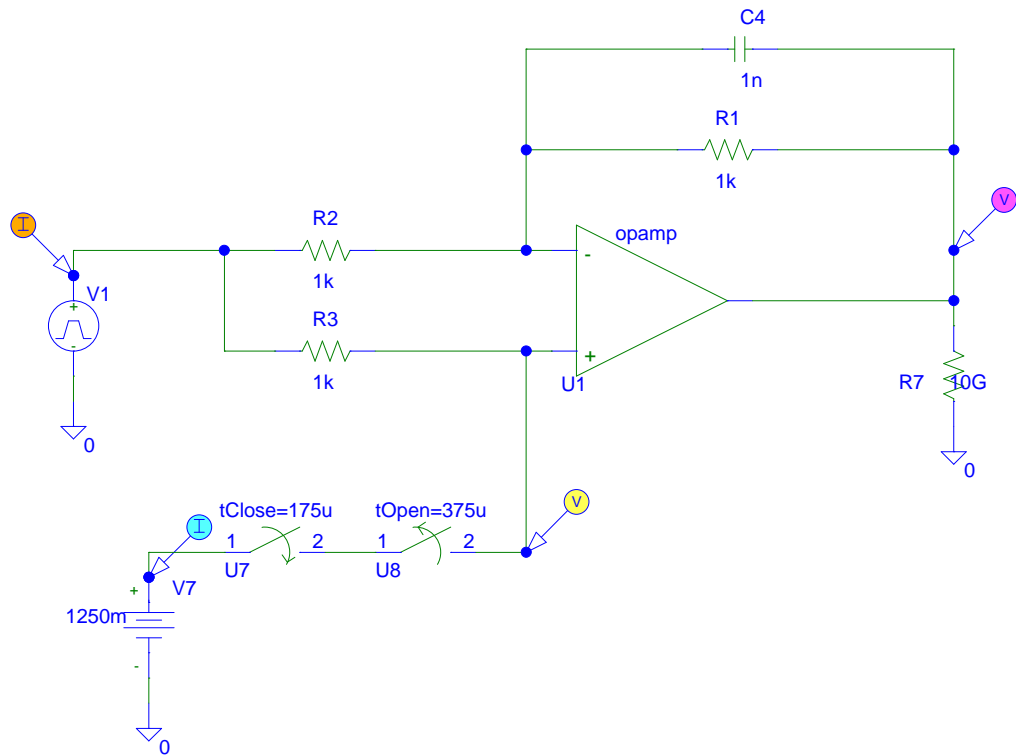 C4
1n
R1
1k
I
V
R2
opamp
1k
-
V1
+
-
R3
1k
+
U1
R7 10G
0
0
tClose=175u tOpen=375u
V
I
1 2 1 2
U7 U8
V7
+
1250m
-
0